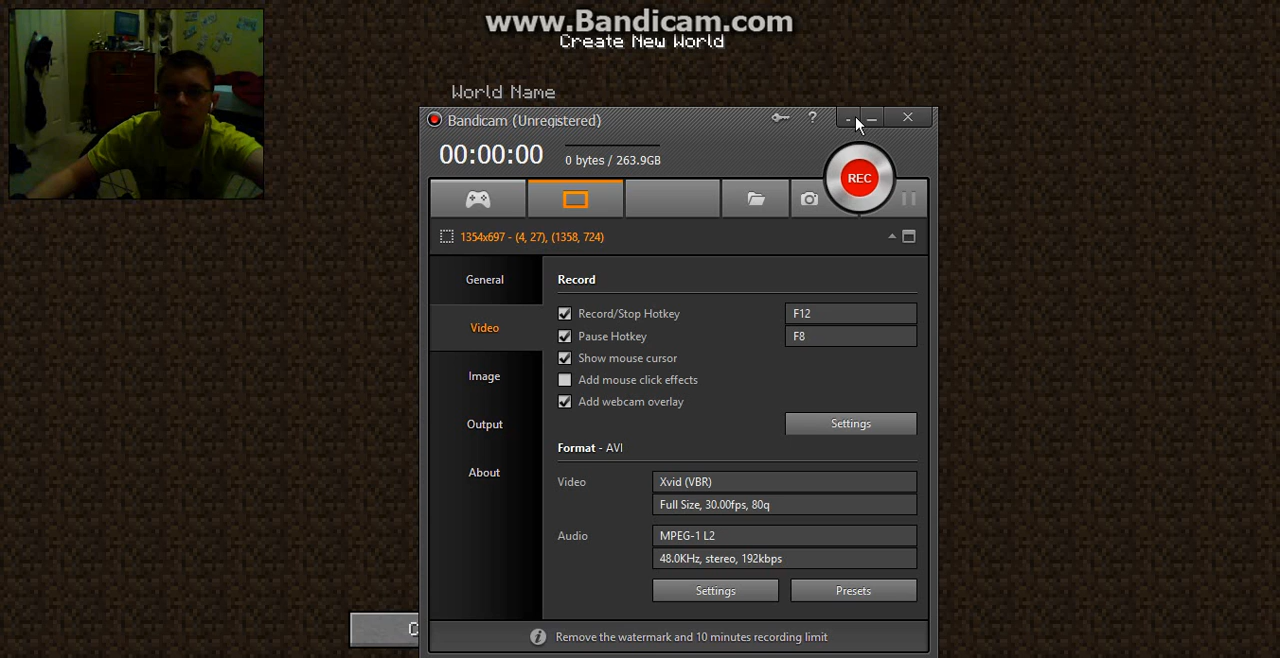 www.Bandicam.com
Create New World
World Name
Bandicam (Unregistered)
?
00:00:00
0 bytes / 263.9GB
REC
1354x697 - (4, 27), (1358, 724)
General
Video
Image
Output
About
Record
Record/Stop Hotkey
F12
Pause Hotkey
F8
Show mouse cursor
Add mouse click effects
Add webcam overlay
Settings
Format - AVI
Video
Xvid (VBR)
Full Size, 30.00fps, 80q
Audio
MPEG-1 L2
48.0KHz, stereo, 192kbps
Settings
Presets
Remove the watermark and 10 minutes recording limit